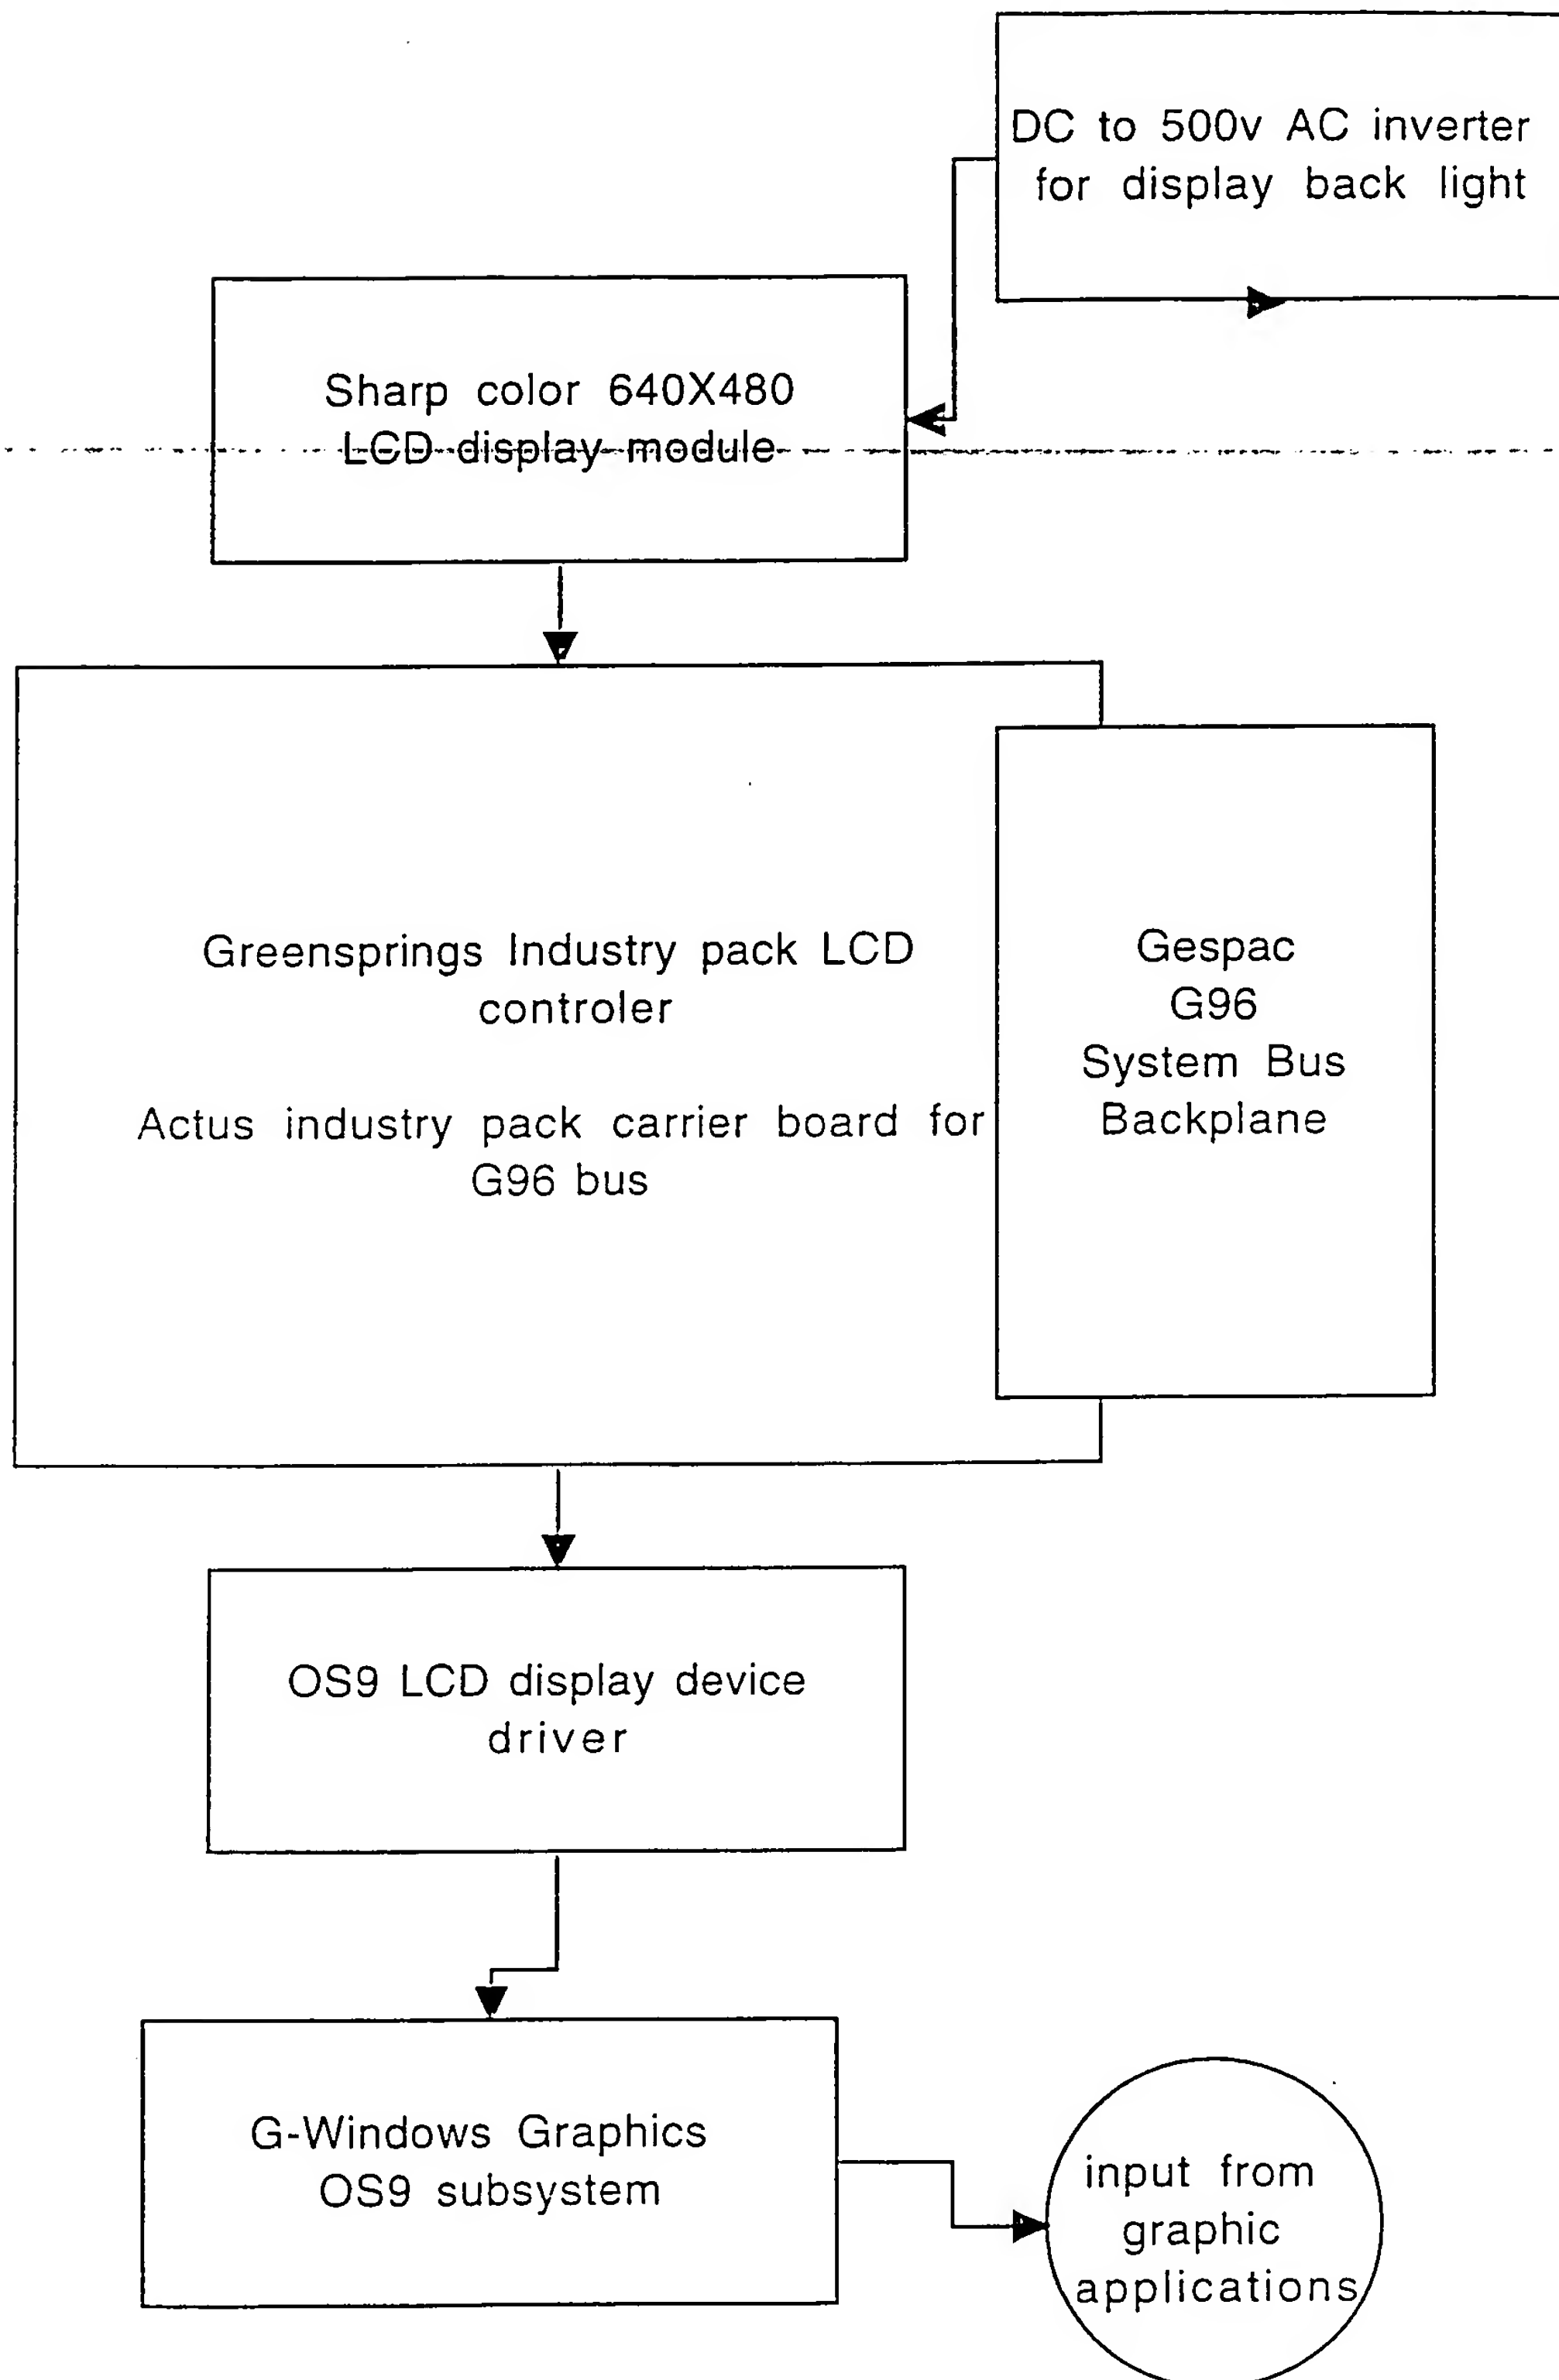 DC to 500v AC inverter
for display back light
Sharp color 640X480
LCD display module
Greensprings Industry pack LCD
controler
Actus industry pack carrier board for
G96 bus
Gespac
G96
System Bus
Backplane
OS9 LCD display device
driver
G-Windows Graphics
OS9 subsystem
input from
graphic
applications